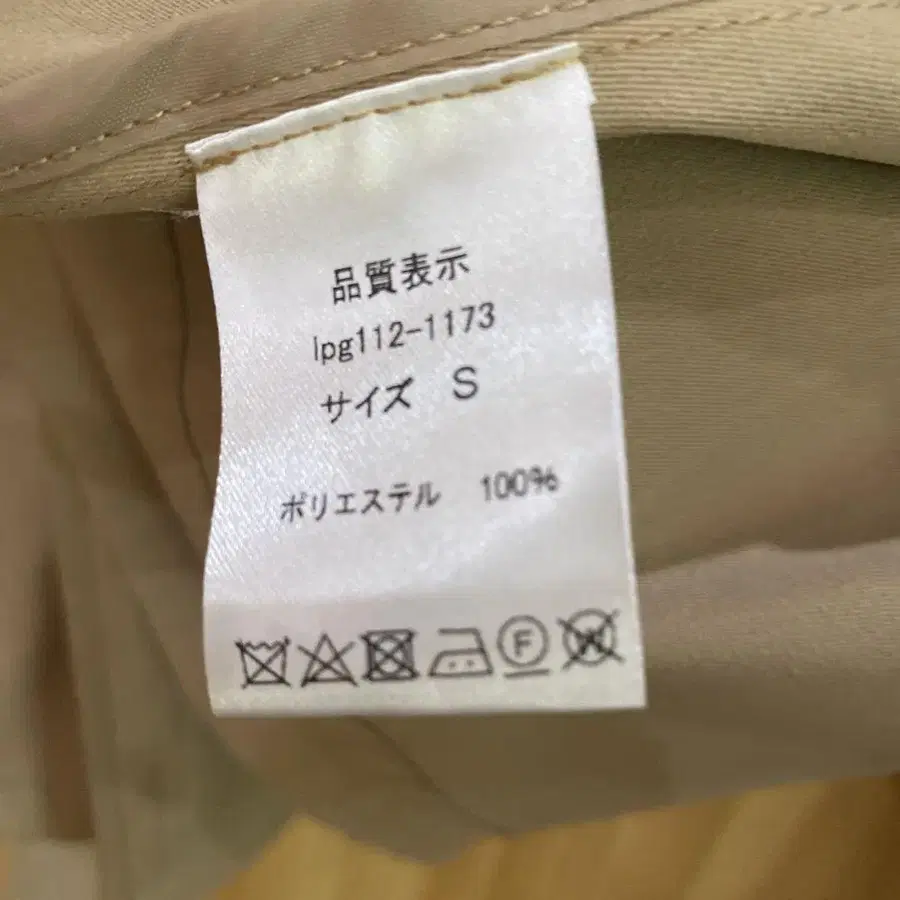 品質表示
lpg112-1173
サイズ S
ポリエステル 100%
F W